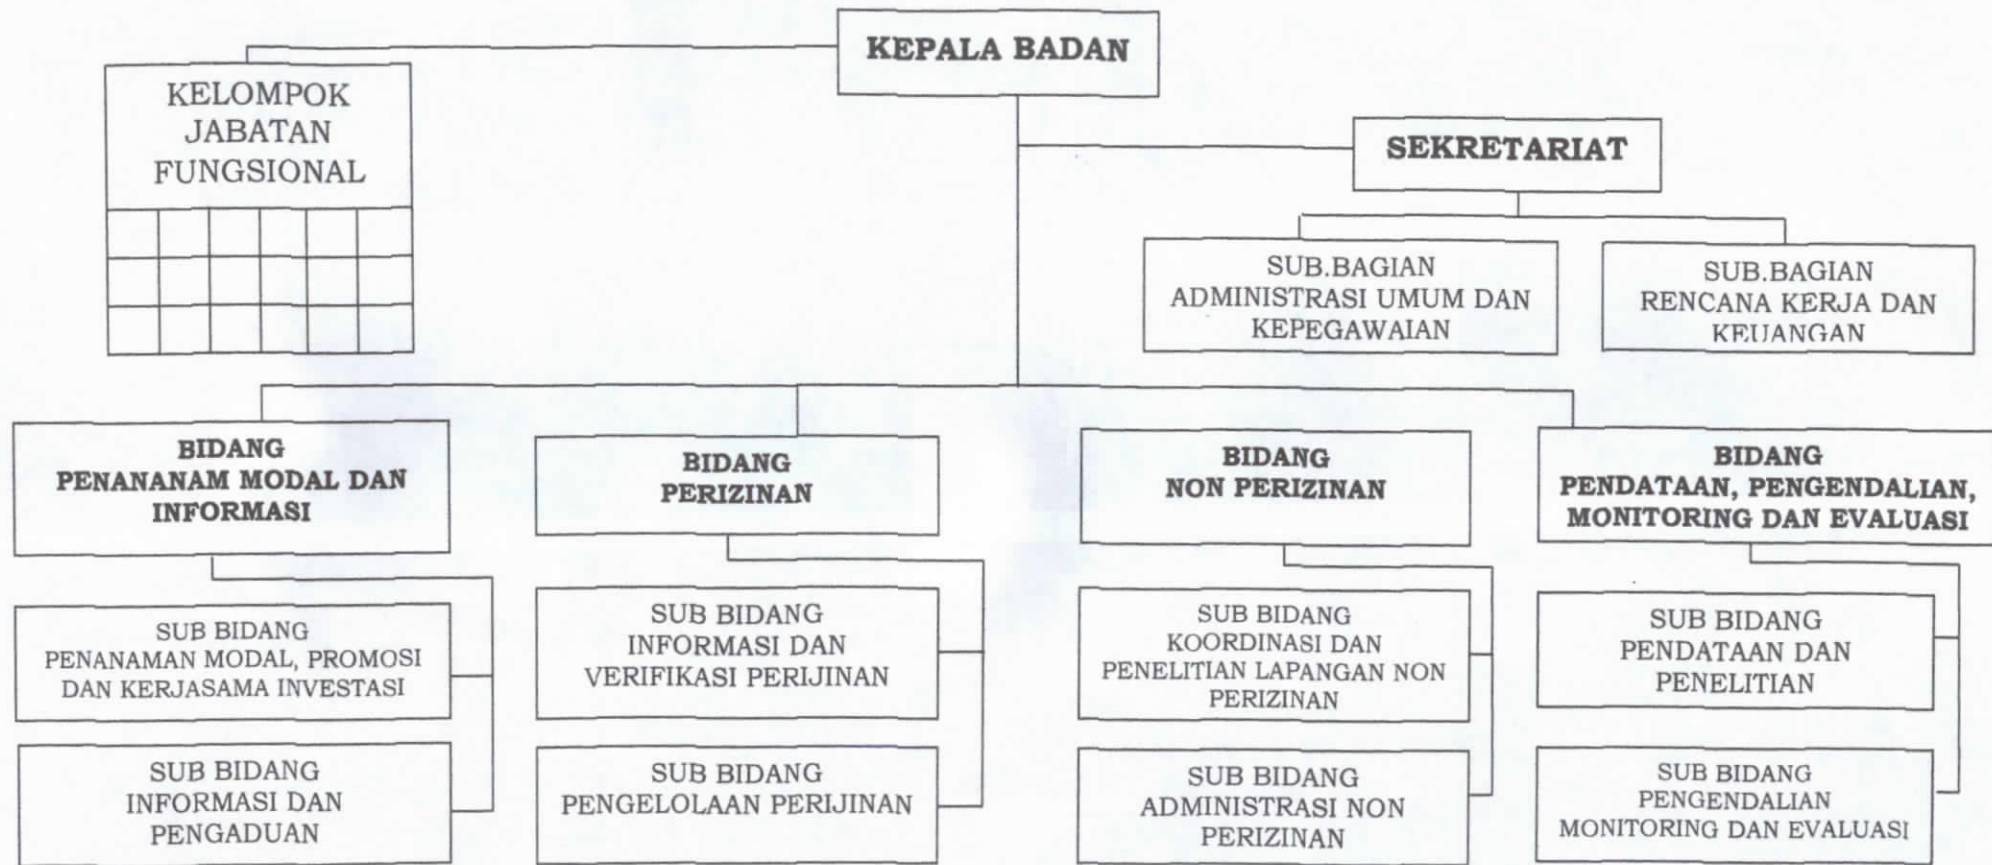 KEPALA BADAN
KELOMPOK
JABATAN
FUNGSIONAL
SEKRETARIAT
SUB.BAGIAN
ADMINISTRASI UMUM DAN
KEPEGAWAIAN
SUB.BAGIAN
RENCANA KERJA DAN
KEUANGAN
BIDANG
PENANANAM MODAL DAN
INFORMASI
BIDANG
PERIZINAN
BIDANG
NON PERIZINAN
BIDANG
PENDATAAN, PENGENDALIAN,
MONITORING DAN EVALUASI
SUB BIDANG
PENANAMAN MODAL, PROMOSI
DAN KERJASAMA INVESTASI
SUB BIDANG
INFORMASI DAN
VERIFIKASI PERIJINAN
SUB BIDANG
KOORDINASI DAN
PENELITIAN LAPANGAN NON
PERIZINAN
SUB BIDANG
PENDATAAN DAN
PENELITIAN
SUB BIDANG
INFORMASI DAN
PENGADUAN
SUB BIDANG
PENGELOLAAN PERIJINAN
SUB BIDANG
ADMINISTRASI NON
PERIZINAN
SUB BIDANG
PENGENDALIAN
MONITORING DAN EVALUASI